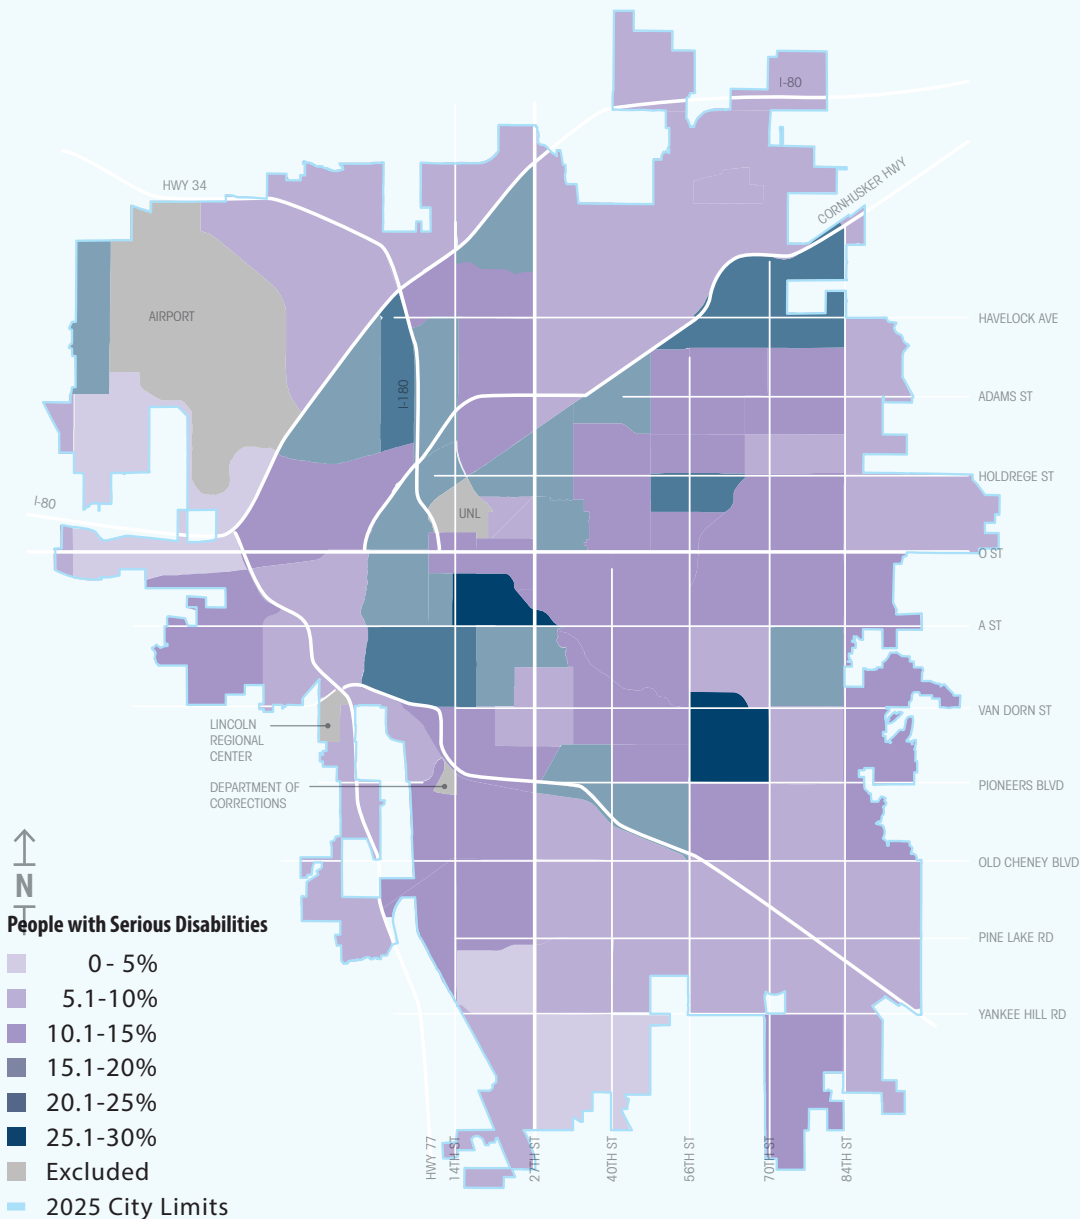 I-80
HWY 34
CORNHUSKER HWY
AIRPORT
HAVELOCK AVE
I-180
ADAMS ST
HOLDREGE ST
I-80
UNL
O ST
A ST
VAN DORN ST
LINCOLN
REGIONAL
CENTER
DEPARTMENT OF
CORRECTIONS
PIONEERS BLVD
OLD CHENEY BLVD
N
People with Serious Disabilities
0 - 5%
5.1-10%
10.1-15%
15.1-20%
20.1-25%
25.1-30%
Excluded
2025 City Limits
PINE LAKE RD
YANKEE HILL RD
HWY 77
14TH ST
27TH ST
40TH ST
56TH ST
70TH ST
84TH ST